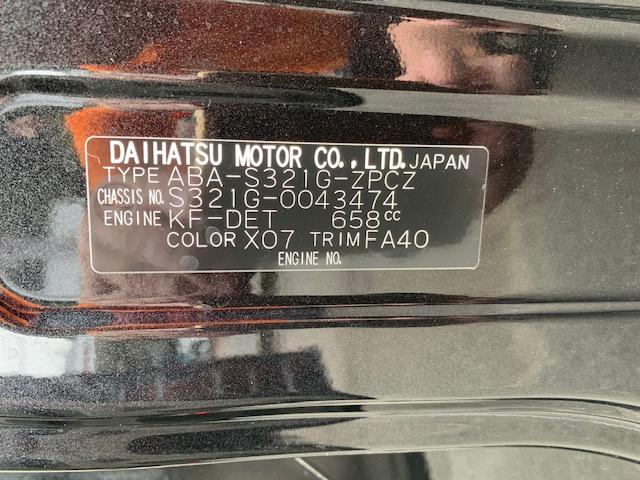 DAIHATSU MOTOR CO.,LTD. JAPAN
TYPE ABA-S321G-ZPCZ
CHASSIS NO. S321G-0043474
ENGINE KF-DET 658cc
COLOR X07 TRIM FA40
ENGINE NO.